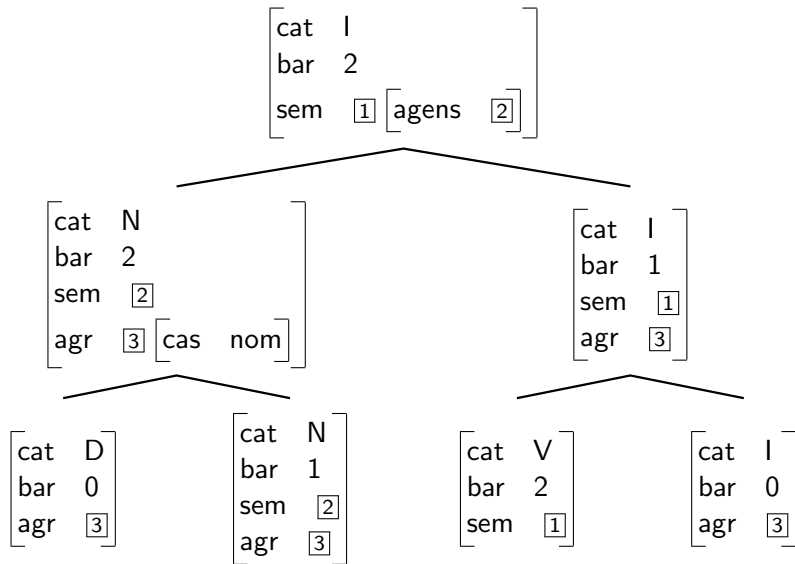 cat I
bar 2
sem 1 agens 2
cat N
bar 2
sem 2
agr 3 cas nom
cat I
bar 1
sem 1
agr 3
cat D
bar 0
agr 3
cat N
bar 1
sem 2
agr 3
cat V
bar 2
sem 1
cat I
bar 0
agr 3